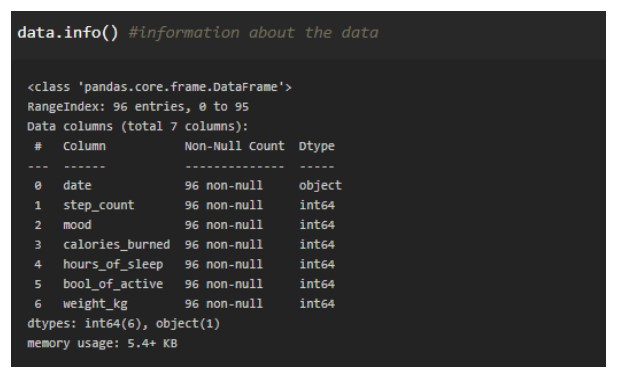 data.info() #information about the data
<class 'pandas.core.frame.DataFrame'>
RangeIndex: 96 entries, 0 to 95
Data columns (total 7 columns):
 #   Column           Non-Null Count  Dtype
---  ------           --------------  -----
 0   date             96 non-null     object
 1   step_count       96 non-null     int64
 2   mood             96 non-null     int64
 3   calories_burned  96 non-null     int64
 4   hours_of_sleep   96 non-null     int64
 5   bool_of_active   96 non-null     int64
 6   weight_kg        96 non-null     int64
dtypes: int64(6), object(1)
memory usage: 5.4+ KB